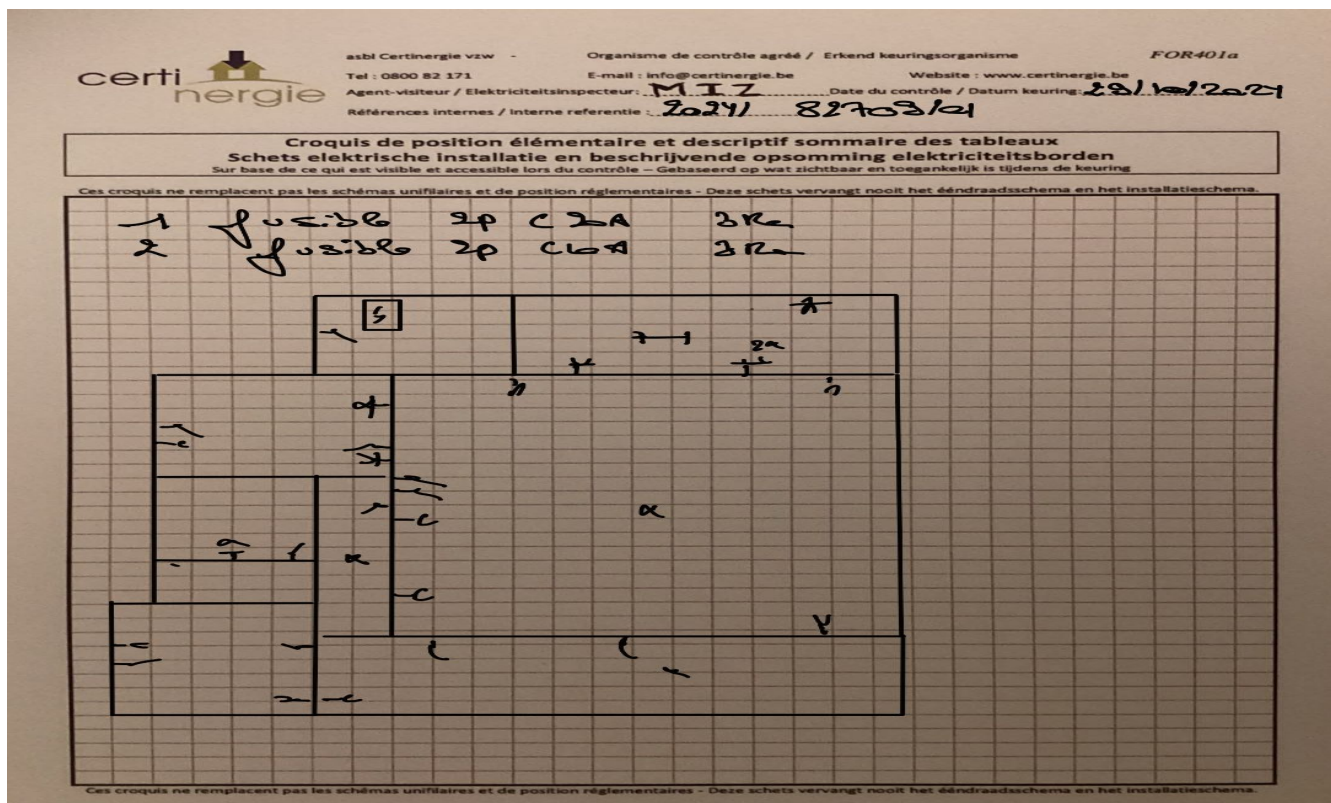 certi nergie
asbl Certinergie vzw - Organisme de contrôle agréé / Erkend keuringsorganisme FOR401a
Tel : 0800 82 171 E-mail : info@certinergie.be Website : www.certinergie.be
Agent-visiteur / Elektriciteitsinspecteur: MIZ Date du contrôle / Datum keuring: 29/10/2024
Références internes / Interne referentie : 2024/ 82709/01
Croquis de position élémentaire et descriptif sommaire des tableaux
Schets elektrische installatie en beschrijvende opsomming elektriciteitsborden
Sur base de ce qui est visible et accessible lors du contrôle – Gebaseerd op wat zichtbaar en toegankelijk is tijdens de keuring
Ces croquis ne remplacent pas les schémas unifilaires et de position réglementaires - Deze schets vervangt nooit het ééndraadsschema en het installatieschema.
1 fusible 2p C20A
2 fusible 2p
Ces croquis ne remplacent pas les schémas unifilaires et de position réglementaires - Deze schets vervangt nooit het ééndraadsschema en het installatieschema.